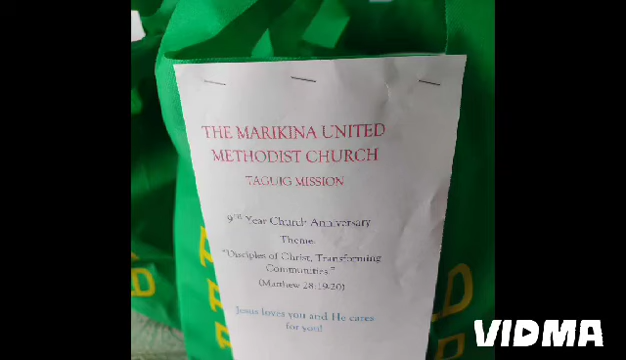 THE MARIKINA UNITED
METHODIST CHURCH
TAGUIG MISSION
9TH Year Church Anniversary
Theme:
"Disciples of Christ, Transforming
Communities."
(Matthew 28:19-20)
Jesus loves you and He cares
for you!
VIDMA